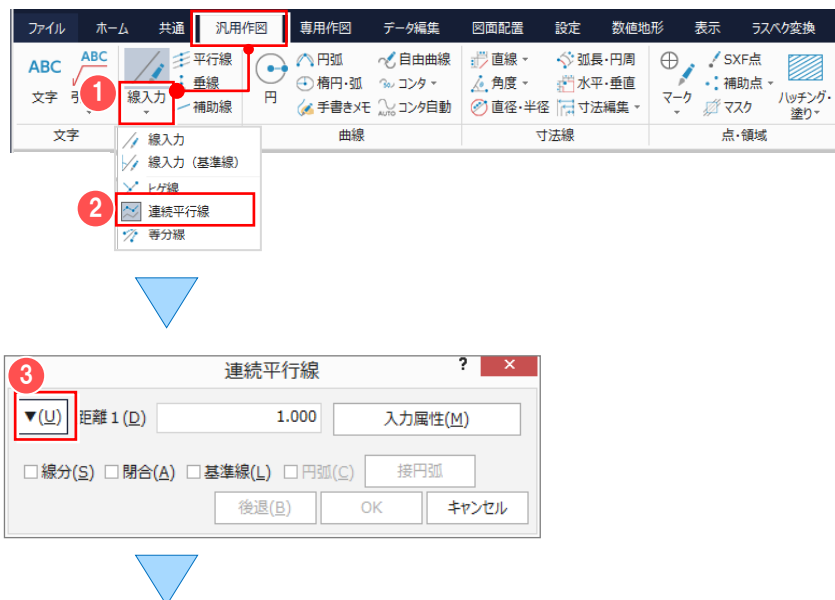 ファイル ホーム 共通 汎用作図 専用作図 データ編集 図面配置 設定 数値地形 表示 ラスベク変換
ABC ABC 平行線 円弧 自由曲線 直線 弧長・円周 SXF点
1 垂線 楕円・弧 コンタ 角度 水平・垂直 補助点
文字 引 線入力 補助線 円 手書きメモ AUTO コンタ自動 直径・半径 寸法編集 マーク マスク ハッチング・塗り
文字 曲線 寸法線 点・領域
線入力
線入力（基準線）
ヒゲ線
2 連続平行線
等分線
3 連続平行線 ? ×
▼(U) 距離１(D) 1.000 入力属性(M)
線分(S) 閉合(A) 基準線(L) 円弧(C) 接円弧
後退(B) OK キャンセル